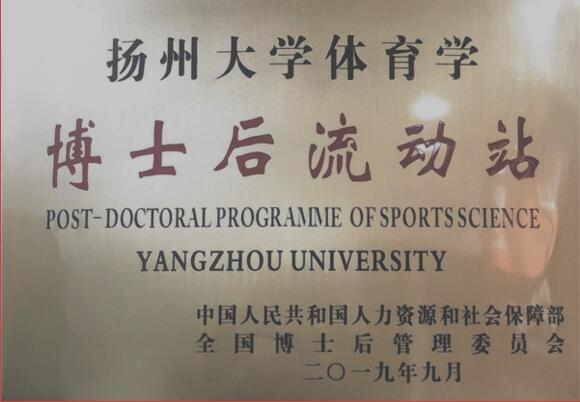 扬州大学体育学
博士后流动站
POST-DOCTORAL PROGRAMME OF SPORTS SCIENCE
YANGZHOU UNIVERSITY
中国人民共和国人力资源和社会保障部
全国博士后管理委员会
二〇一九年九月